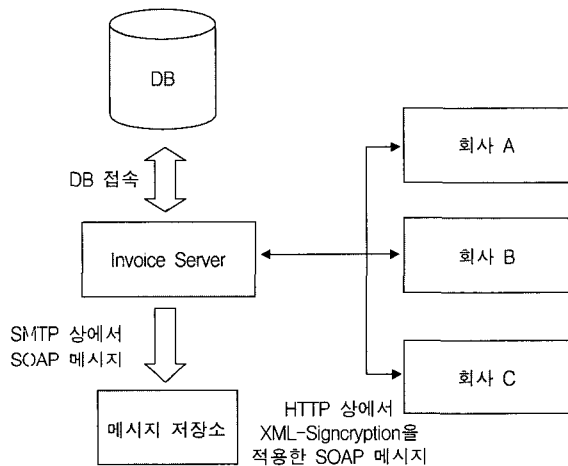 DB
DB 접속
Invoice Server
SMTP 상에서
SOAP 메시지
메시지 저장소
회사 A
회사 B
회사 C
HTTP 상에서
XML-Signcryption을
적용한 SOAP 메시지